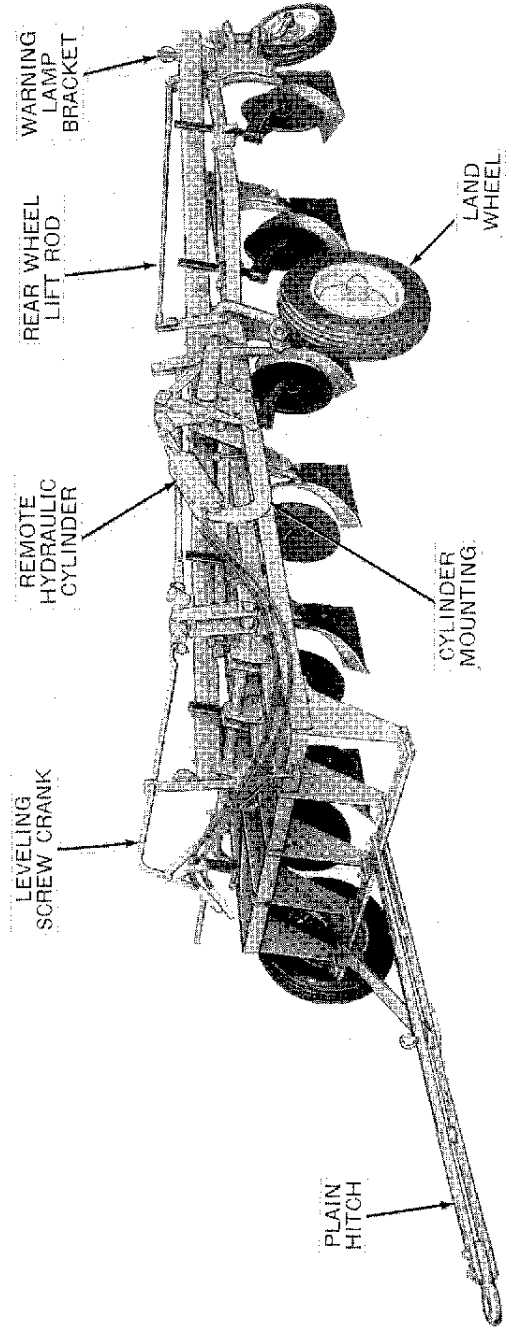 LEVELING
SCREW CRANK
REMOTE
HYDRAULIC
CYLINDER
REAR WHEEL
LIFT ROD
WARNING
LAMP
BRACKET
PLAIN
HITCH
CYLINDER
MOUNTING
LAND
WHEEL